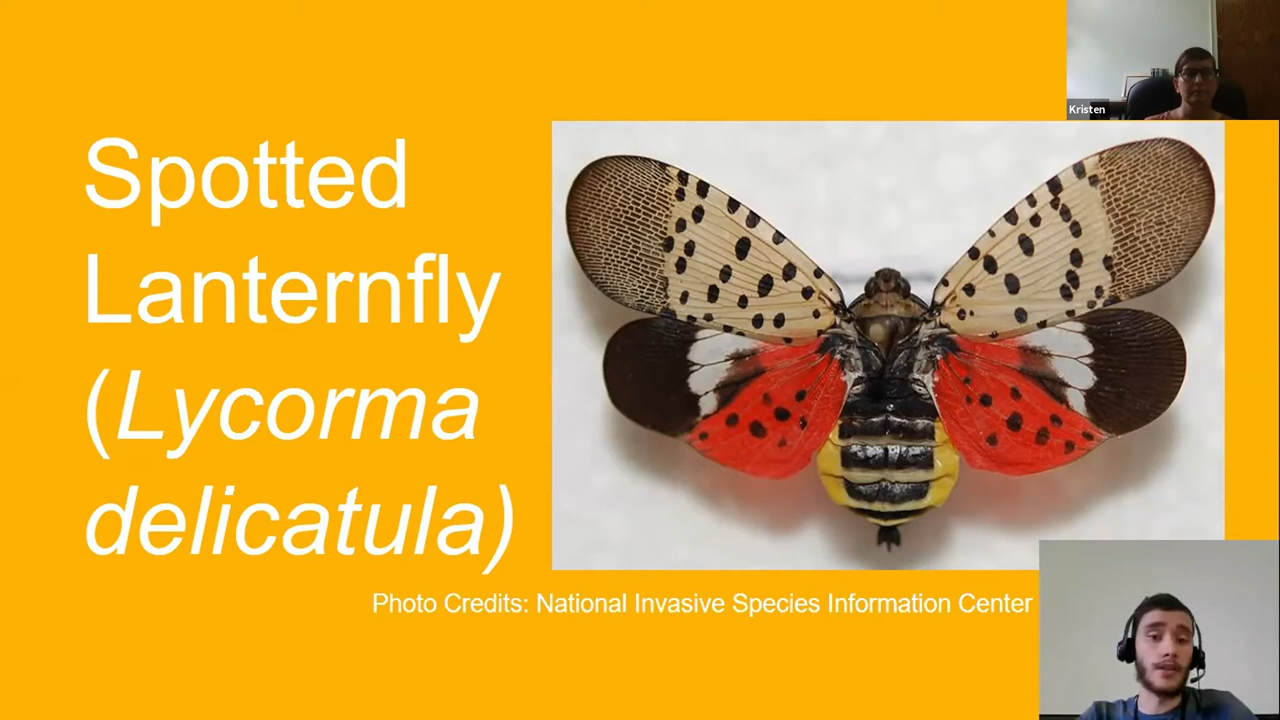 Kristen
Spotted
Lanternfly
(Lycorma
delicatula)
Photo Credits: National Invasive Species Information Center